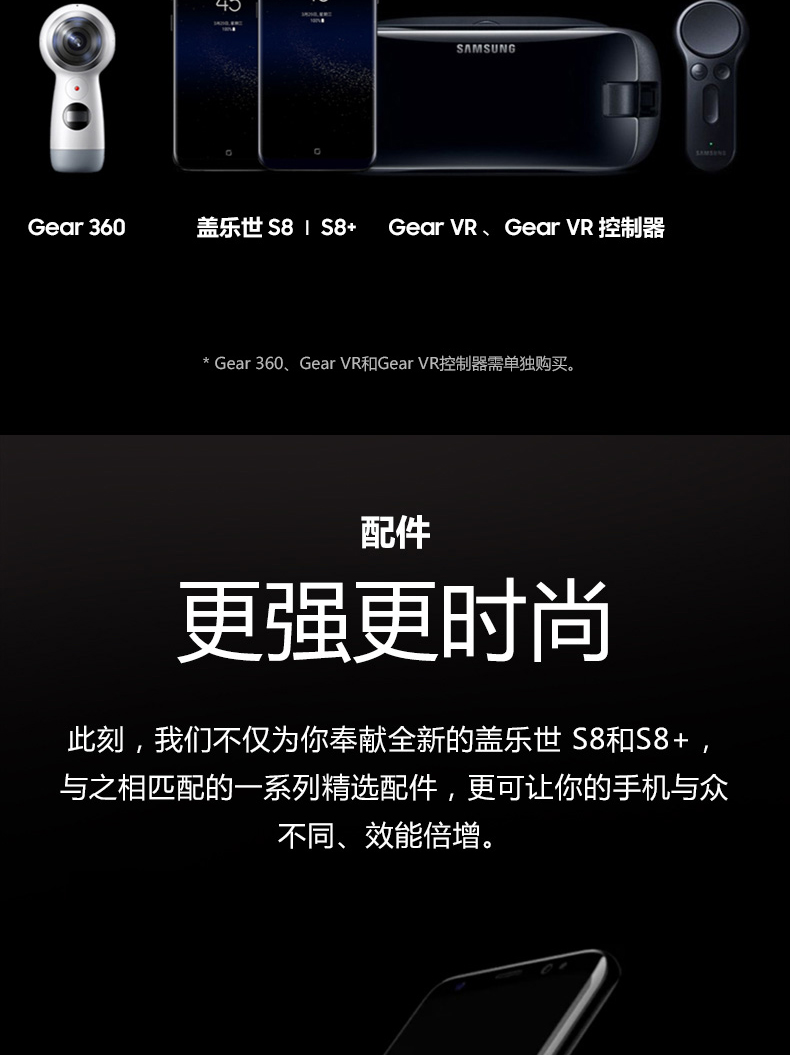 45
SAMSUNG
SAMSUNG
Gear 360
盖乐世 S8 | S8+
Gear VR 、 Gear VR 控制器
* Gear 360、Gear VR和Gear VR控制器需单独购买。
配件
更强更时尚
此刻，我们不仅为你奉献全新的盖乐世 S8和S8+，
与之相匹配的一系列精选配件，更可让你的手机与众
不同、效能倍增。